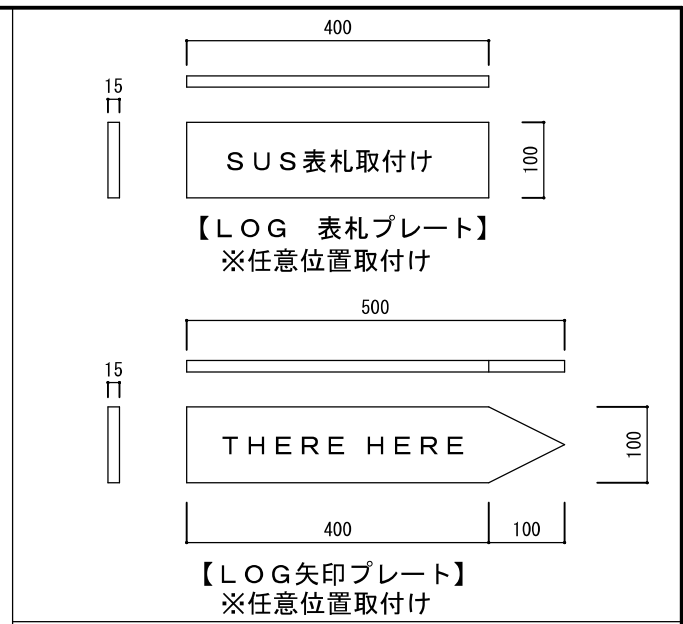 400
15
SUS表札取付け
100
【LOG　表札プレート】
※任意位置取付け
500
15
THERE HERE
100
400
100
【LOG矢印プレート】
※任意位置取付け